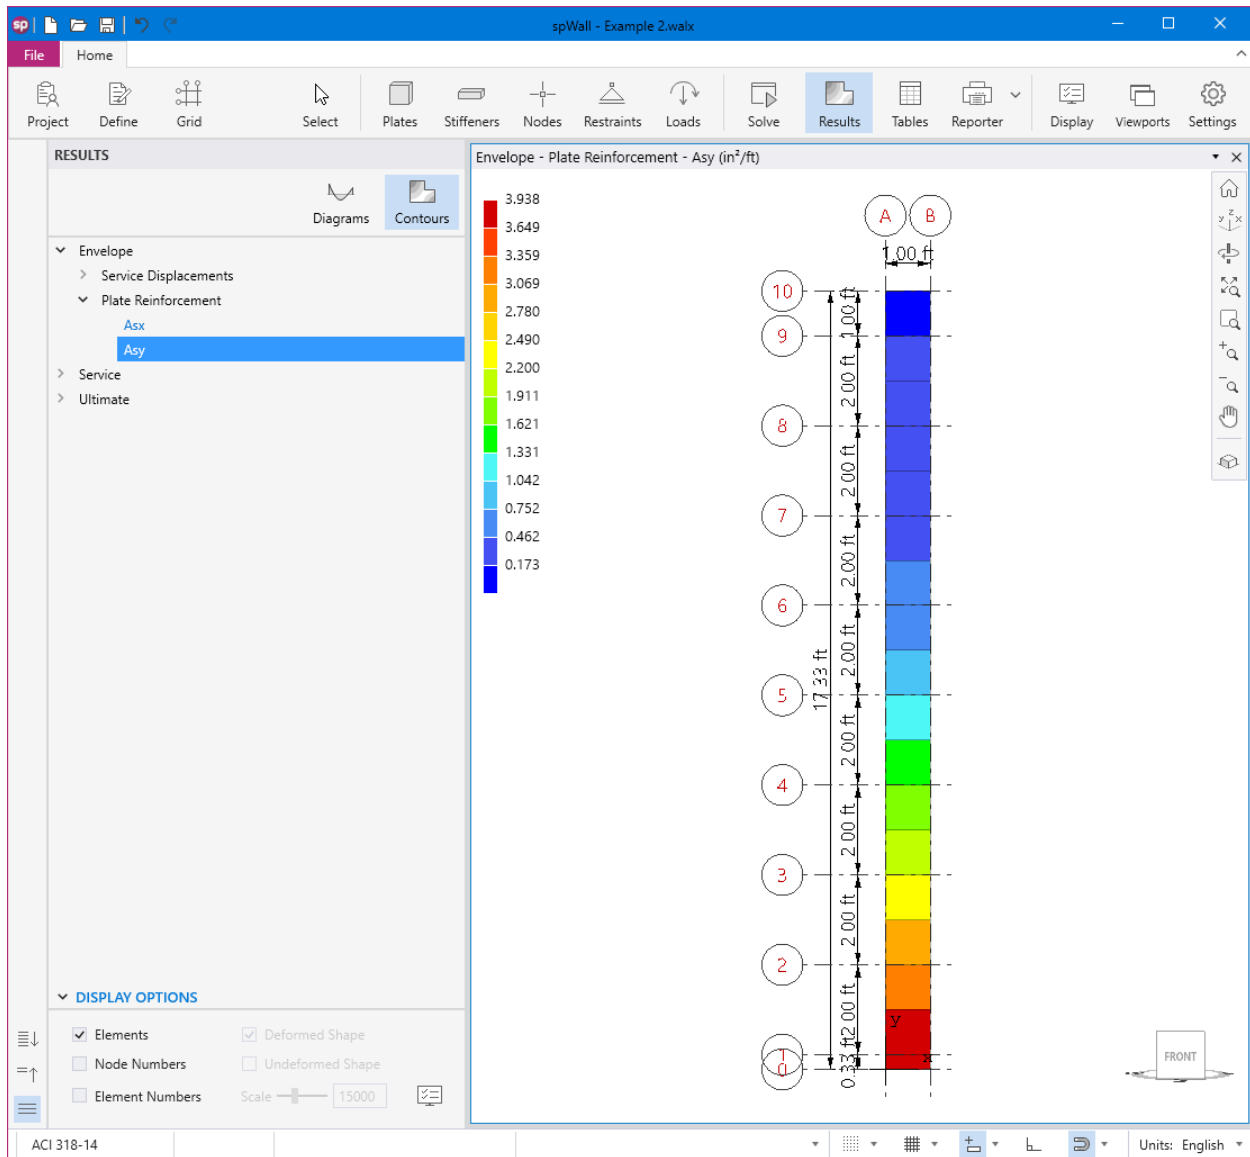 sp
spWall - Example 2.walx
File Home
Project Define Grid Select Plates Stiffeners Nodes Restraints Loads Solve Results Tables Reporter Display Viewports Settings
RESULTS
Diagrams Contours
Envelope
Service Displacements
Plate Reinforcement
Asx
Asy
Service
Ultimate
DISPLAY OPTIONS
Elements Deformed Shape
Node Numbers Undeformed Shape
Element Numbers Scale 15000
Envelope - Plate Reinforcement - Asy (in²/ft)
3.938
3.649
3.359
3.069
2.780
2.490
2.200
1.911
1.621
1.331
1.042
0.752
0.462
0.173
A B
1.00 ft
10
1.00 ft
9
2.00 ft
8
2.00 ft
7
2.00 ft
6
2.00 ft
17.33 ft
5
2.00 ft
4
2.00 ft
3
2.00 ft
2
2.00 ft
1
0.33 ft
0
y
x
z
y x
FRONT
ACI 318-14 Units: English